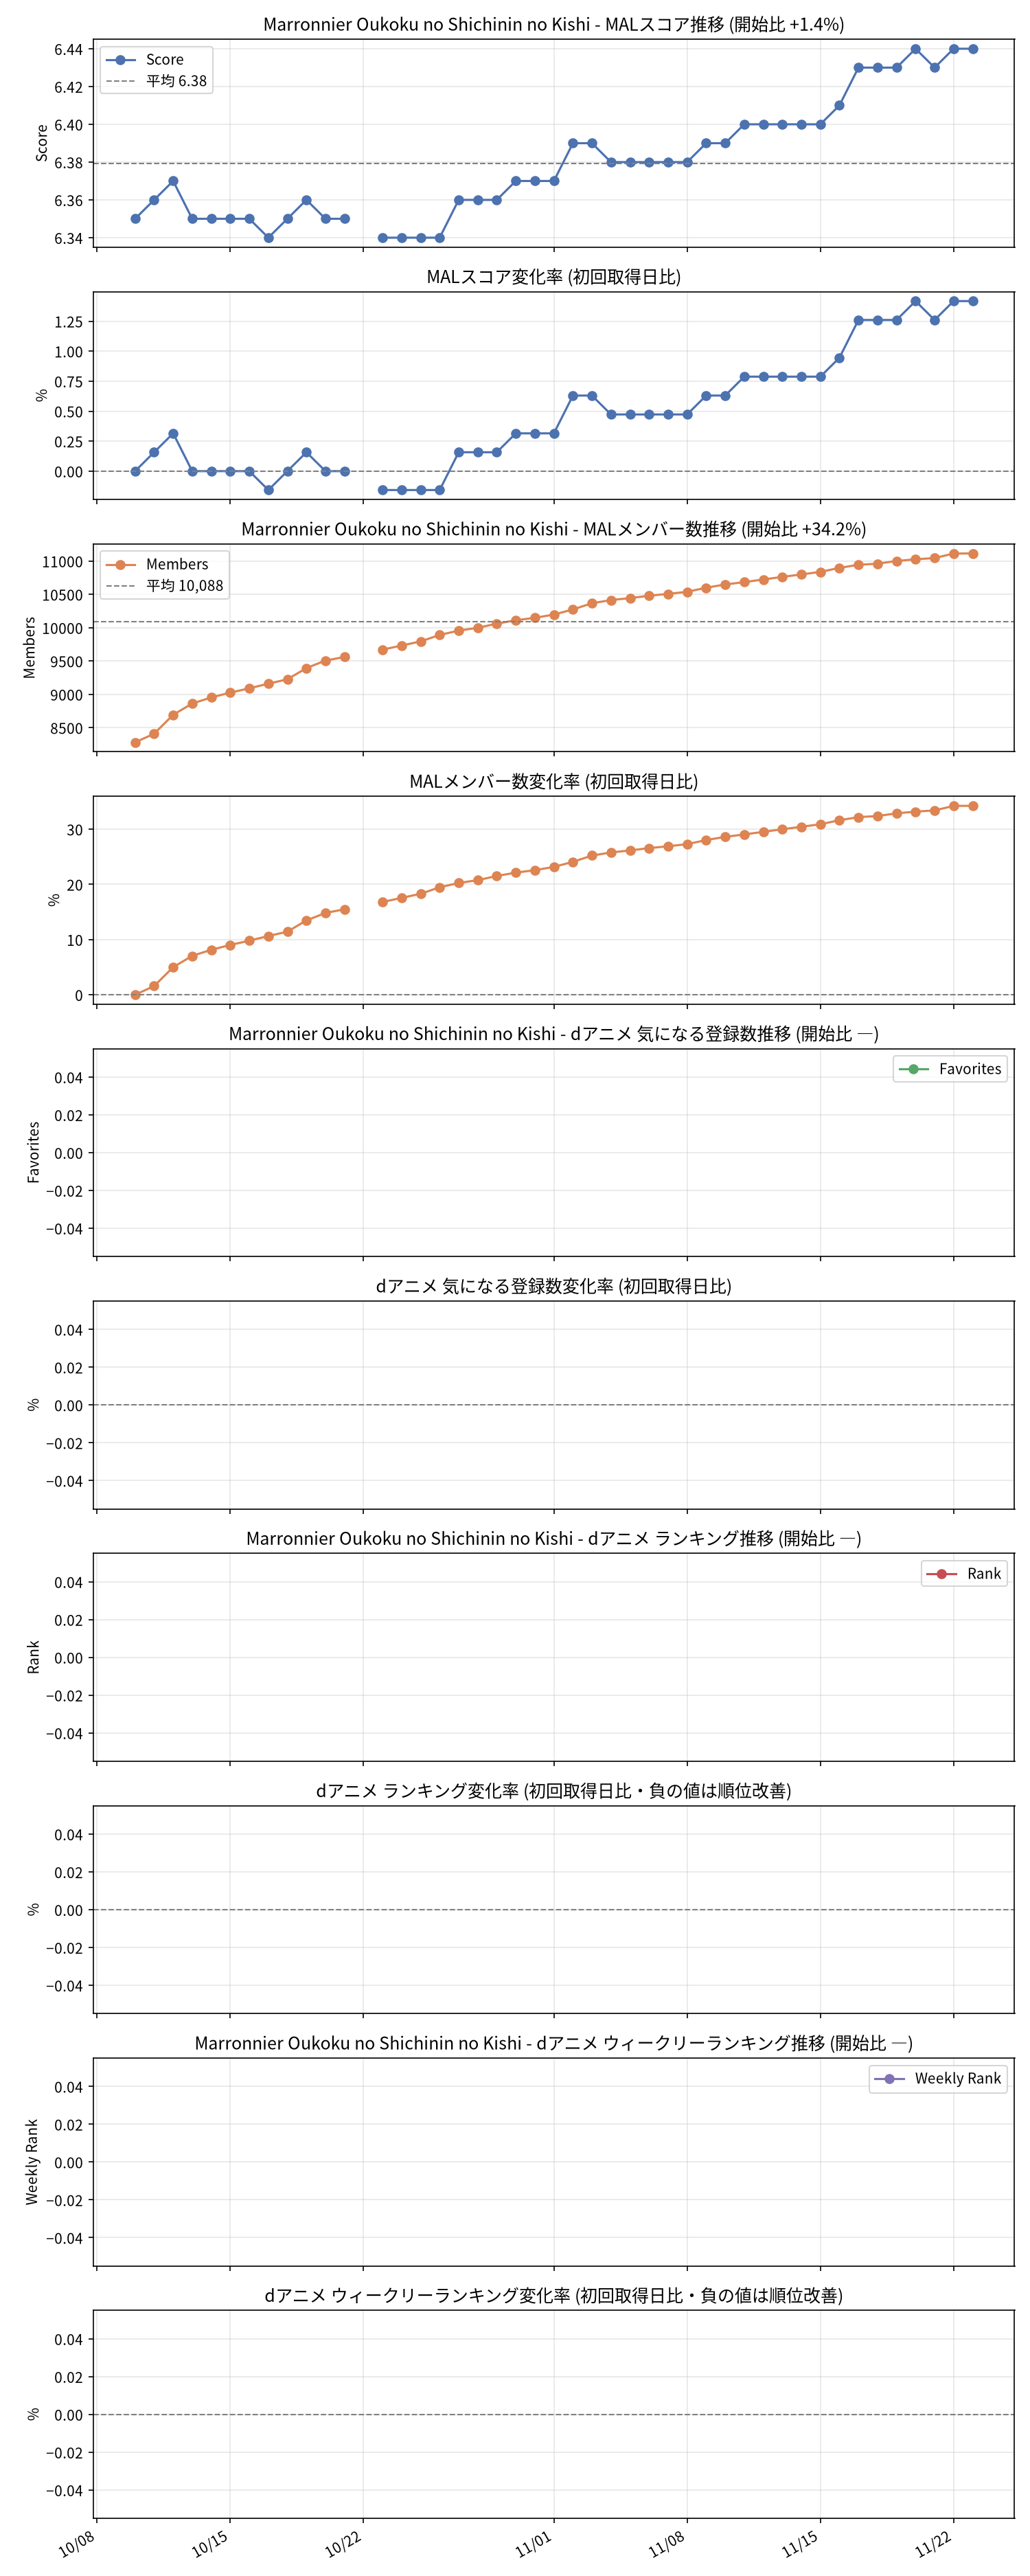 Marronnier Oukoku no Shichinin no Kishi - MALスコア推移 (開始比 +1.4%)
6.44
6.42
6.40
6.38
6.36
6.34
Score
Score
平均 6.38
MALスコア変化率 (初回取得日比)
1.25
1.00
0.75
0.50
0.25
0.00
%
Marronnier Oukoku no Shichinin no Kishi - MALメンバー数推移 (開始比 +34.2%)
11000
10500
10000
9500
9000
8500
Members
Members
平均 10,088
MALメンバー数変化率 (初回取得日比)
30
20
10
0
%
Marronnier Oukoku no Shichinin no Kishi - dアニメ 気になる登録数推移 (開始比 —)
0.04
0.02
0.00
−0.02
−0.04
Favorites
Favorites
dアニメ 気になる登録数変化率 (初回取得日比)
0.04
0.02
0.00
−0.02
−0.04
%
Marronnier Oukoku no Shichinin no Kishi - dアニメ ランキング推移 (開始比 —)
0.04
0.02
0.00
−0.02
−0.04
Rank
Rank
dアニメ ランキング変化率 (初回取得日比・負の値は順位改善)
0.04
0.02
0.00
−0.02
−0.04
%
Marronnier Oukoku no Shichinin no Kishi - dアニメ ウィークリーランキング推移 (開始比 —)
0.04
0.02
0.00
−0.02
−0.04
Weekly Rank
Weekly Rank
dアニメ ウィークリーランキング変化率 (初回取得日比・負の値は順位改善)
0.04
0.02
0.00
−0.02
−0.04
%
10/08
10/15
10/22
11/01
11/08
11/15
11/22